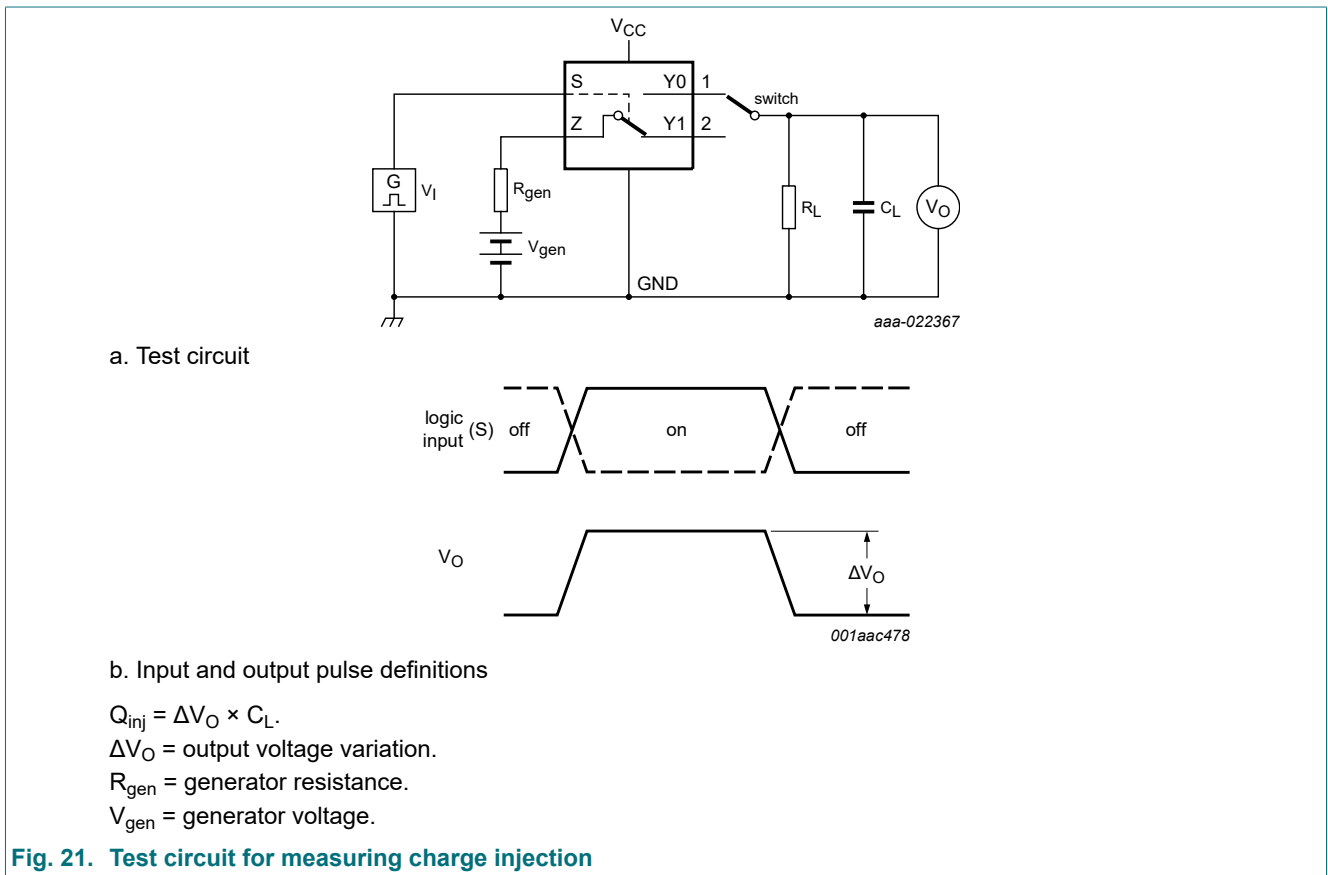 VCC
S
Y0
1
switch
Z
Y1
2
G
VI
Rgen
RL
CL
VO
Vgen
GND
aaa-022367
a. Test circuit
logic
input
(S)
off
on
off
VO
ΔVO
001aac478
b. Input and output pulse definitions
Qinj = ΔVO × CL.
ΔVO = output voltage variation.
Rgen = generator resistance.
Vgen = generator voltage.
Fig. 21. Test circuit for measuring charge injection